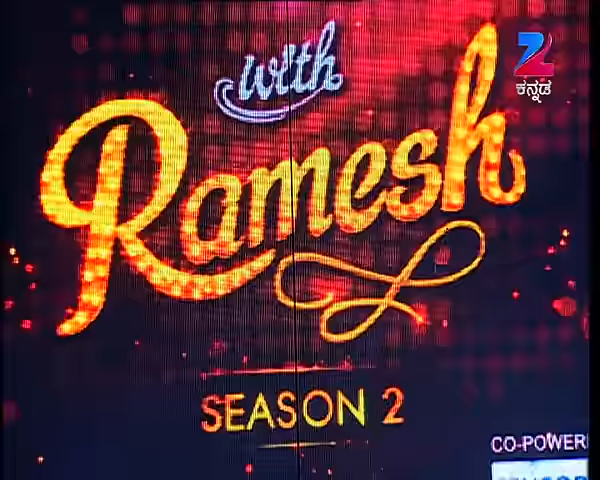 with
Ramesh
SEASON 2
ಕನ್ನಡ
CO-POWER